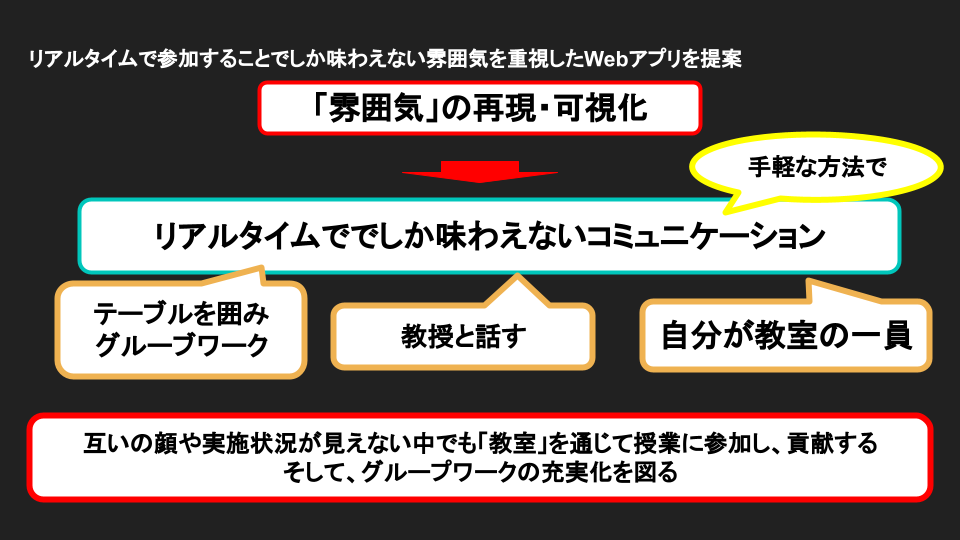 リアルタイムで参加することでしか味わえない雰囲気を重視したWebアプリを提案
「雰囲気」の再現・可視化
手軽な方法で
リアルタイムででしか味わえないコミュニケーション
テーブルを囲み
グループワーク
教授と話す
自分が教室の一員
互いの顔や実施状況が見えない中でも「教室」を通じて授業に参加し、貢献する
そして、グループワークの充実化を図る